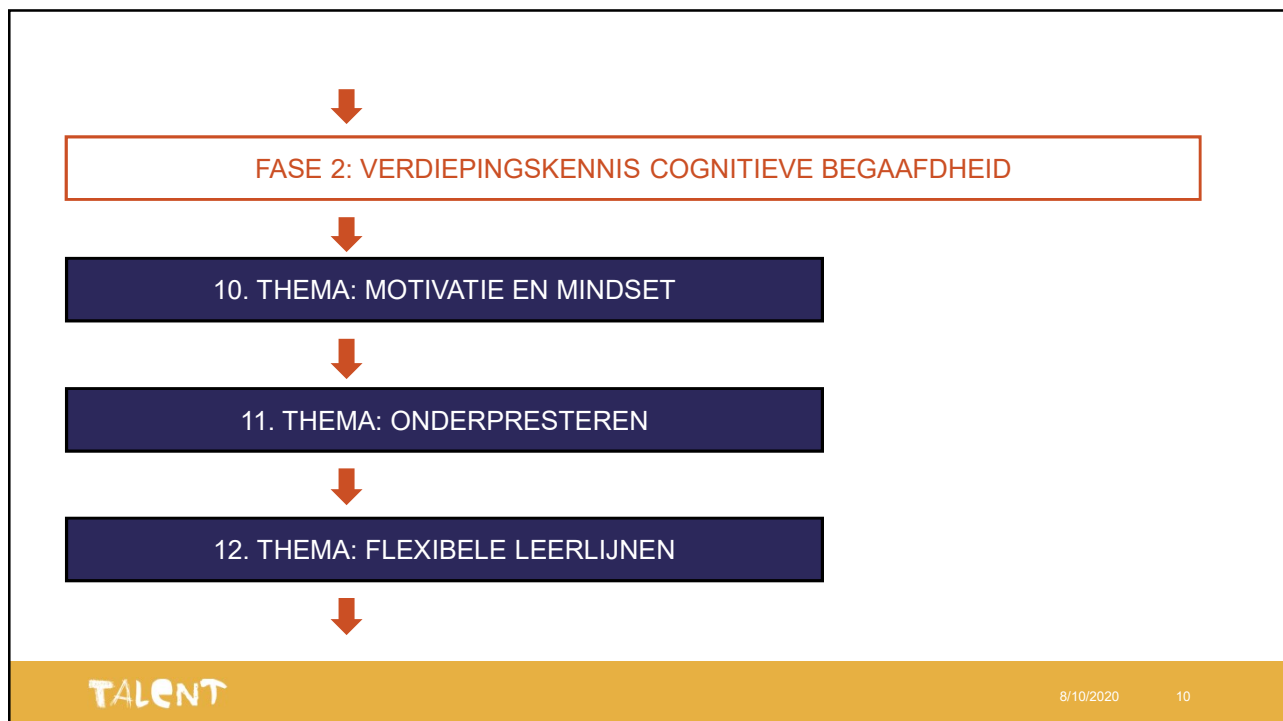 FASE 2: VERDIEPINGSKENNIS COGNITIEVE BEGAAFDHEID
10. THEMA: MOTIVATIE EN MINDSET
11. THEMA: ONDERPRESTEREN
12. THEMA: FLEXIBELE LEERLIJNEN
TALENT
8/10/2020 10